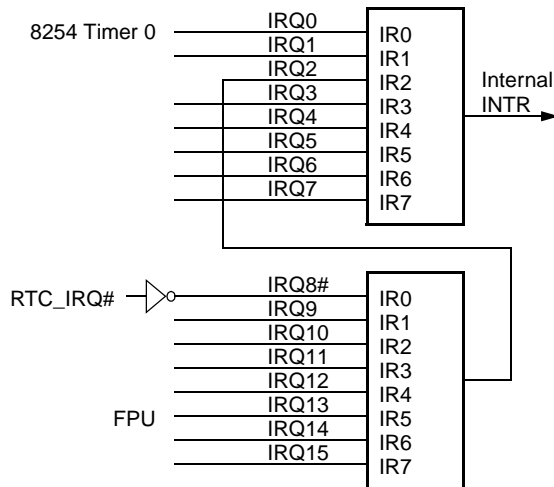 8254 Timer 0
IRQ0
IRQ1
IRQ2
IRQ3
IRQ4
IRQ5
IRQ6
IRQ7
IR0
IR1
IR2
IR3
IR4
IR5
IR6
IR7
Internal
INTR
RTC_IRQ#
FPU
IRQ8#
IRQ9
IRQ10
IRQ11
IRQ12
IRQ13
IRQ14
IRQ15
IR0
IR1
IR2
IR3
IR4
IR5
IR6
IR7